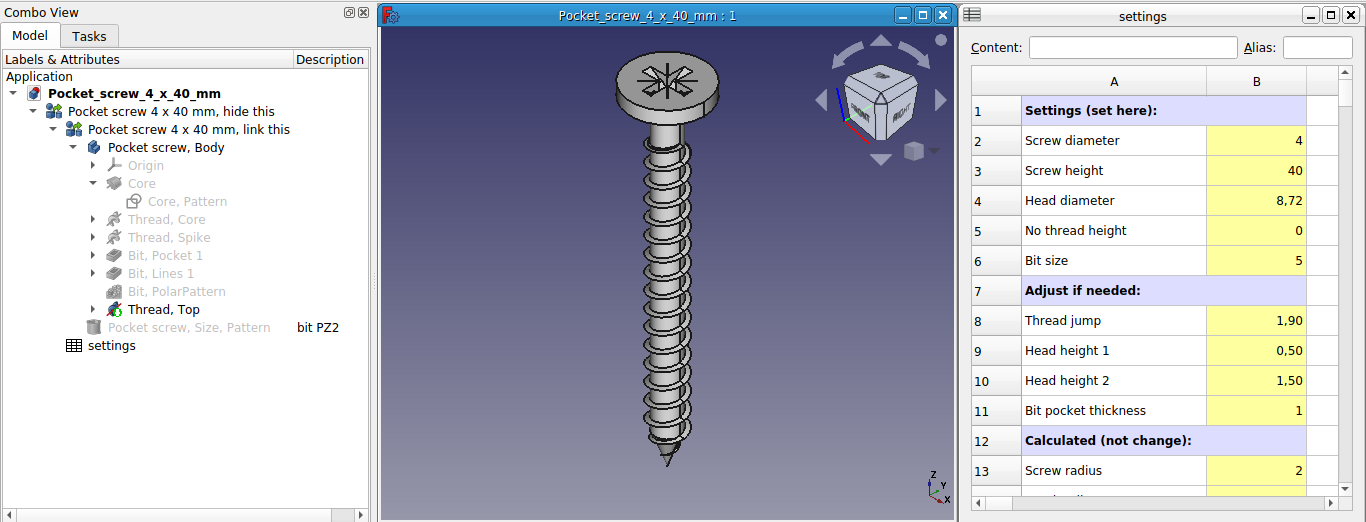 Combo View
Model Tasks
Labels & Attributes Description
Application
Pocket_screw_4_x_40_mm
Pocket screw 4 x 40 mm, hide this
Pocket screw 4 x 40 mm, link this
Pocket screw, Body
Origin
Core
Core, Pattern
Thread, Core
Thread, Spike
Bit, Pocket 1
Bit, Lines 1
Bit, PolarPattern
Thread, Top
Pocket screw, Size, Pattern bit PZ2
settings
Pocket_screw_4_x_40_mm : 1
FRONT RIGHT
Z
Y
X
settings
Content: Alias:
A B
1 Settings (set here):
2 Screw diameter 4
3 Screw height 40
4 Head diameter 8,72
5 No thread height 0
6 Bit size 5
7 Adjust if needed:
8 Thread jump 1,90
9 Head height 1 0,50
10 Head height 2 1,50
11 Bit pocket thickness 1
12 Calculated (not change):
13 Screw radius 2